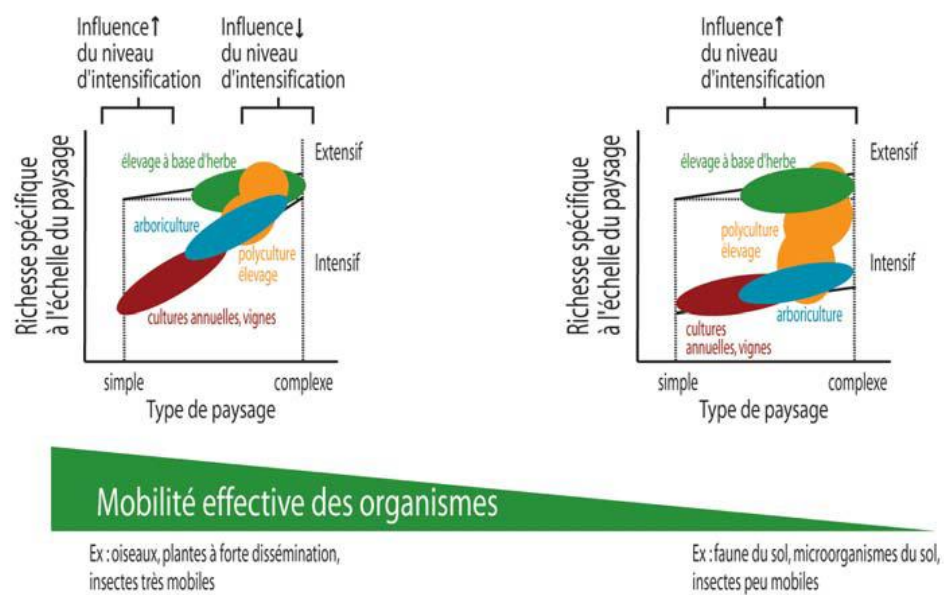 Influence↑
du niveau
d'intensification
Influence↓
du niveau
d'intensification
Richesse spécifique
à l'échelle du paysage
élevage à base d'herbe
Extensif
arboriculture
polyculture
élevage
Intensif
cultures annuelles, vignes
simple
complexe
Type de paysage
Influence↑
du niveau
d'intensification
Richesse spécifique
à l'échelle du paysage
élevage à base d'herbe
Extensif
polyculture
élevage
Intensif
cultures
annuelles, vignes
arboriculture
simple
complexe
Type de paysage
Mobilité effective des organismes
Ex : oiseaux, plantes à forte dissémination,
insectes très mobiles
Ex : faune du sol, microorganismes du sol,
insectes peu mobiles